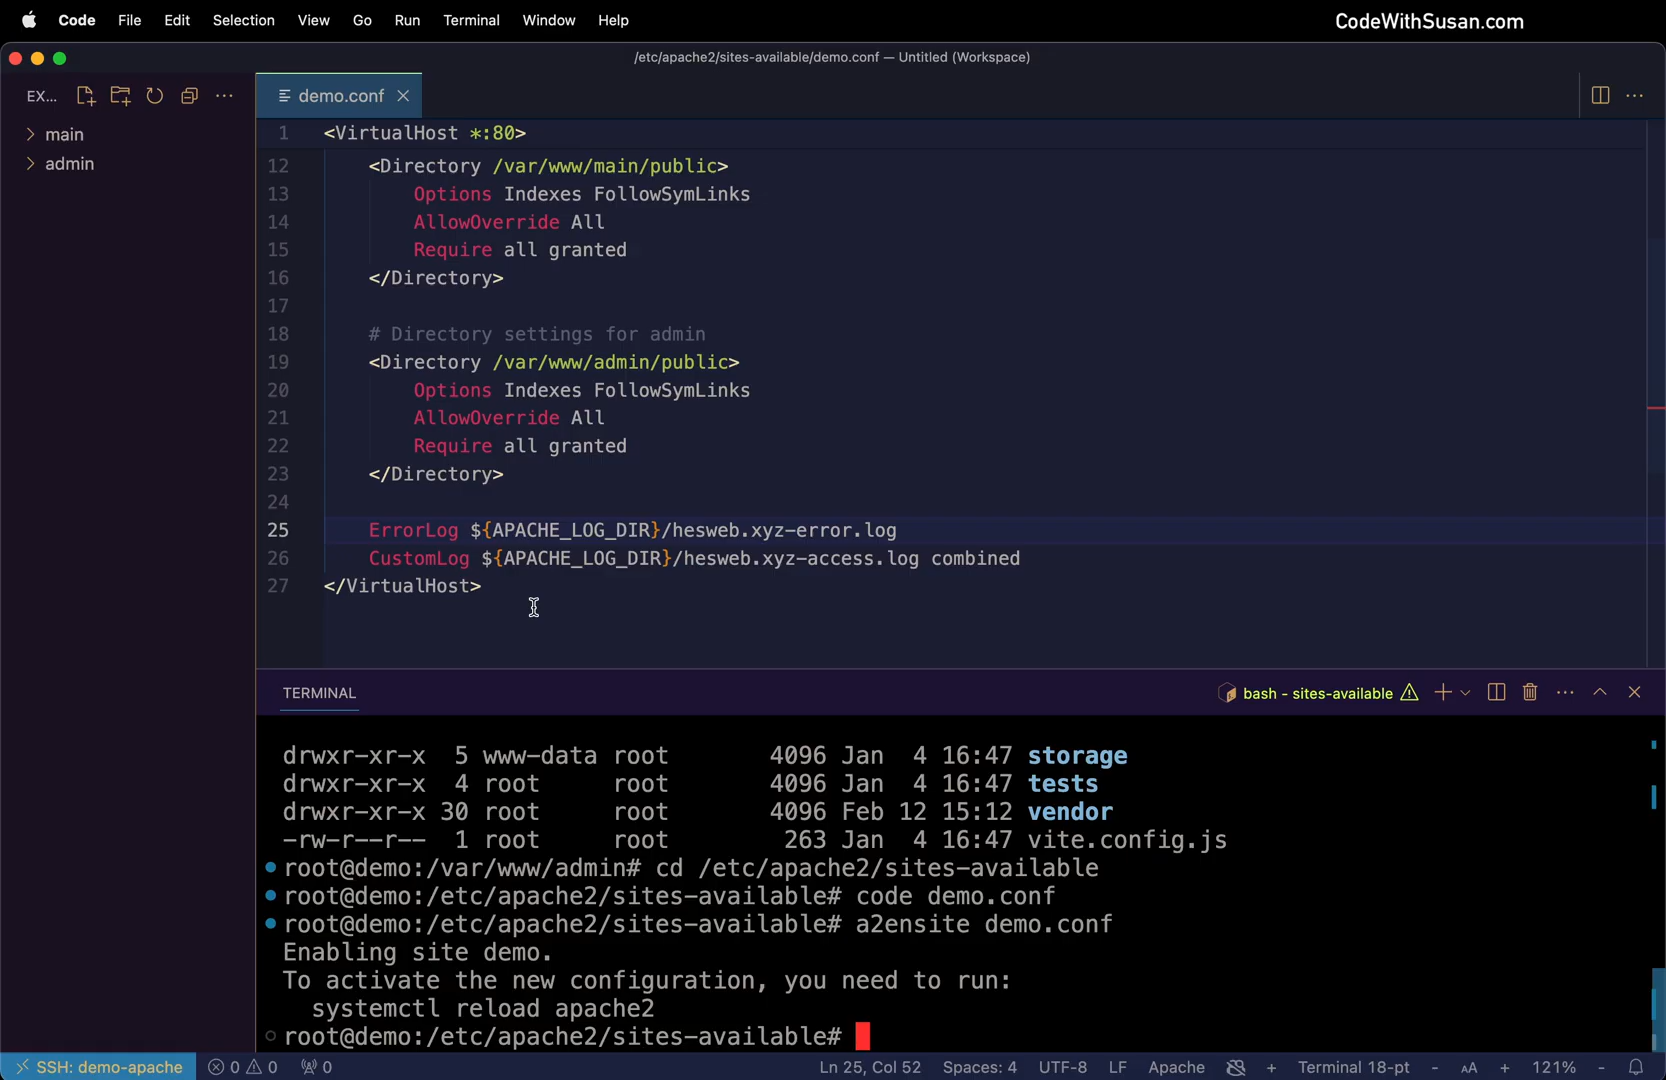 Code File Edit Selection View Go Run Terminal Window Help CodeWithSusan.com
/etc/apache2/sites-available/demo.conf — Untitled (Workspace)
EX...
demo.conf
main
admin
1 <VirtualHost *:80>
12 <Directory /var/www/main/public>
13 Options Indexes FollowSymLinks
14 AllowOverride All
15 Require all granted
16 </Directory>
17
18 # Directory settings for admin
19 <Directory /var/www/admin/public>
20 Options Indexes FollowSymLinks
21 AllowOverride All
22 Require all granted
23 </Directory>
24
25 ErrorLog ${APACHE_LOG_DIR}/hesweb.xyz-error.log
26 CustomLog ${APACHE_LOG_DIR}/hesweb.xyz-access.log combined
27 </VirtualHost>
TERMINAL bash - sites-available
drwxr-xr-x 5 www-data root 4096 Jan 4 16:47 storage
drwxr-xr-x 4 root root 4096 Jan 4 16:47 tests
drwxr-xr-x 30 root root 4096 Feb 12 15:12 vendor
-rw-r--r-- 1 root root 263 Jan 4 16:47 vite.config.js
root@demo:/var/www/admin# cd /etc/apache2/sites-available
root@demo:/etc/apache2/sites-available# code demo.conf
root@demo:/etc/apache2/sites-available# a2ensite demo.conf
Enabling site demo.
To activate the new configuration, you need to run:
systemctl reload apache2
root@demo:/etc/apache2/sites-available#
SSH: demo-apache 0 0 0 Ln 25, Col 52 Spaces: 4 UTF-8 LF Apache + Terminal 18-pt - AA + 121% -